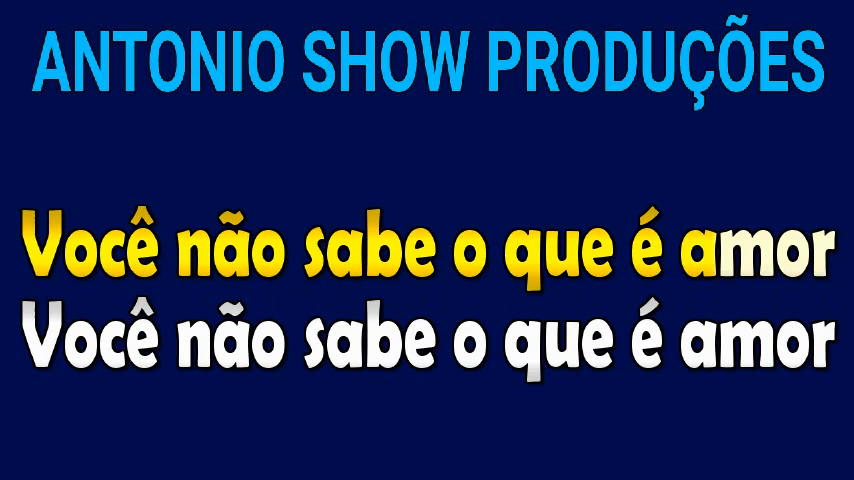 ANTONIO SHOW PRODUÇÕES
Você não sabe o que é amor
Você não sabe o que é amor